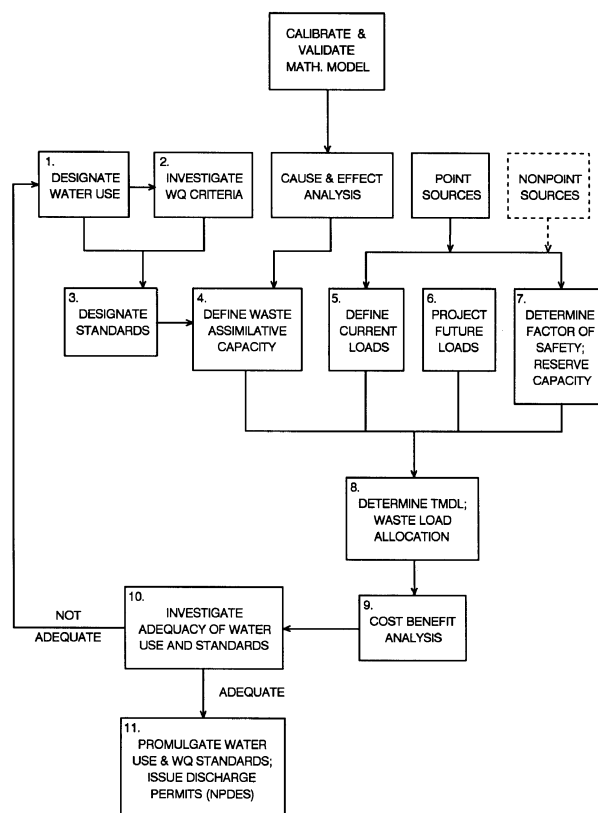 CALIBRATE &
VALIDATE
MATH. MODEL
1.
DESIGNATE
WATER USE
2.
INVESTIGATE
WQ CRITERIA
CAUSE & EFFECT
ANALYSIS
POINT
SOURCES
NONPOINT
SOURCES
3.
DESIGNATE
STANDARDS
4.
DEFINE WASTE
ASSIMILATIVE
CAPACITY
5.
DEFINE
CURRENT
LOADS
6.
PROJECT
FUTURE
LOADS
7.
DETERMINE
FACTOR OF
SAFETY;
RESERVE
CAPACITY
8.
DETERMINE TMDL;
WASTE LOAD
ALLOCATION
9.
COST BENEFIT
ANALYSIS
10.
INVESTIGATE
ADEQUACY OF WATER
USE AND STANDARDS
NOT
ADEQUATE
ADEQUATE
11.
PROMULGATE WATER
USE & WQ STANDARDS;
ISSUE DISCHARGE
PERMITS (NPDES)